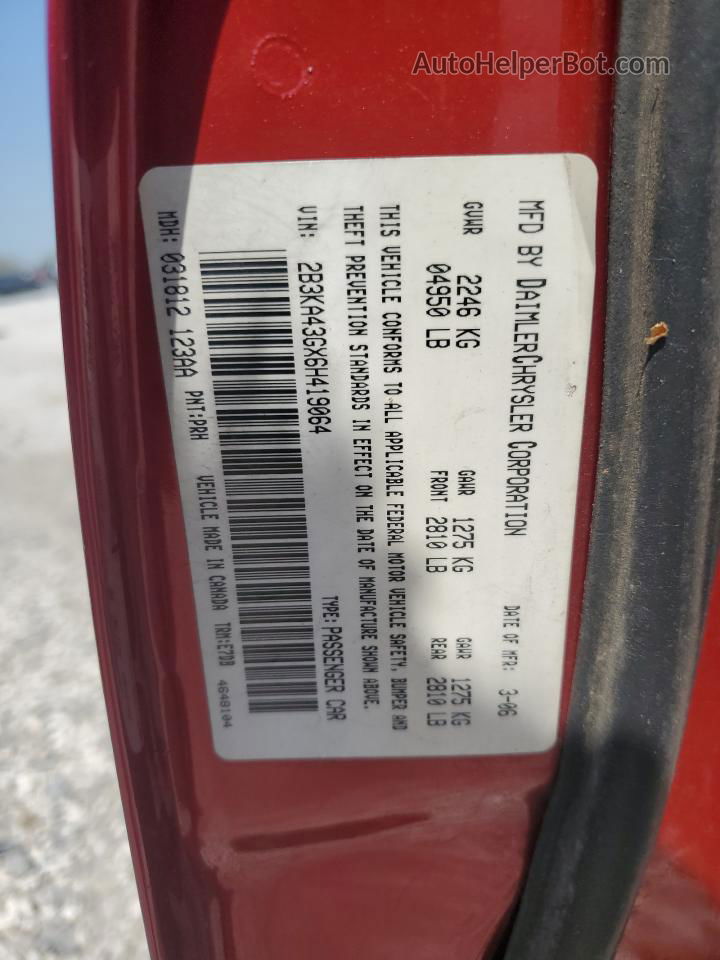 AutoHelperBot.com
MFD BY DAIMLERCHRYSLER CORPORATION
DATE OF MFR: 3-06
GVWR 2246 KG
04950 LB
GAWR 1275 KG
FRONT 2810 LB
GAWR 1275 KG
REAR 2810 LB
THIS VEHICLE CONFORMS TO ALL APPLICABLE FEDERAL MOTOR VEHICLE SAFETY, BUMPER AND
THEFT PREVENTION STANDARDS IN EFFECT ON THE DATE OF MANUFACTURE SHOWN ABOVE.
VIN: 2B3KA43GX6H419064
TYPE: PASSENGER CAR
MDH: 031812 123AA PNT:PRH VEHICLE MADE IN CANADA TRM:E7DB 4648104